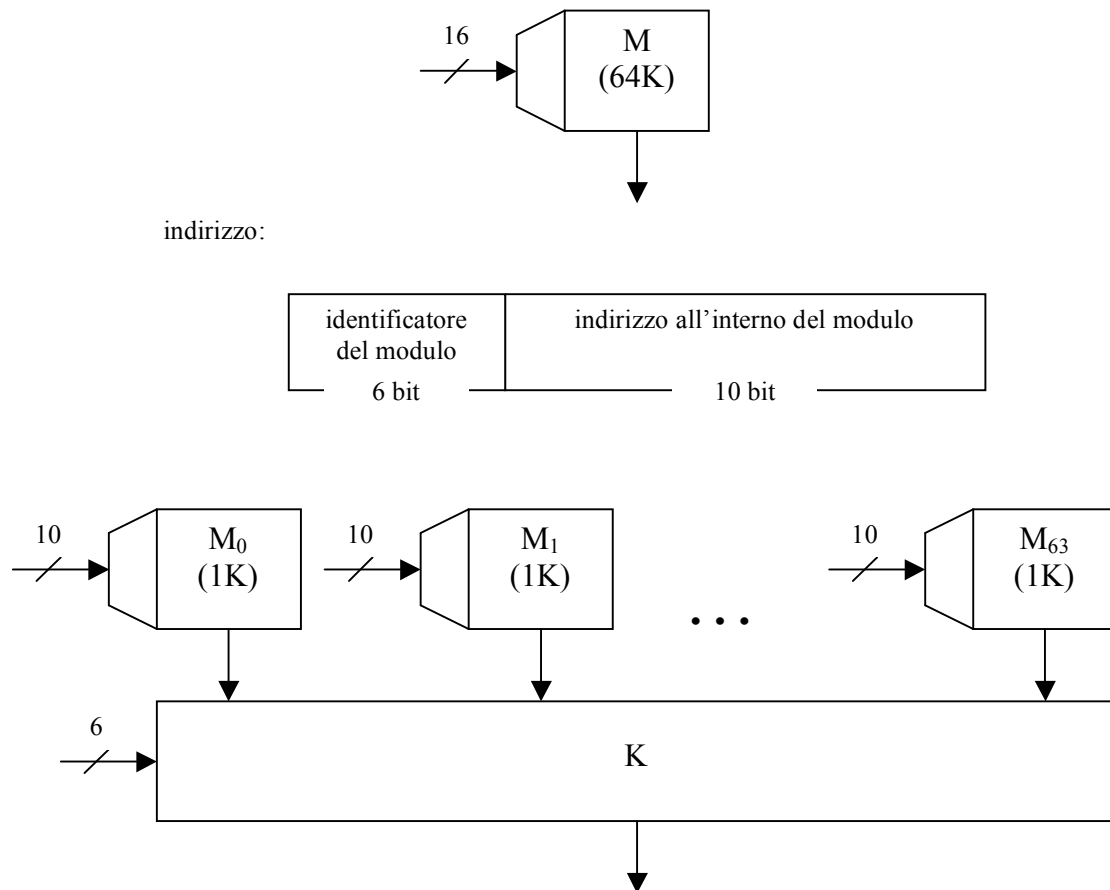 16
M
(64K)
indirizzo:
identificatore
del modulo
indirizzo all’interno del modulo
6 bit
10 bit
10
M₀
(1K)
10
M₁
(1K)
. . .
10
M₆₃
(1K)
6
K